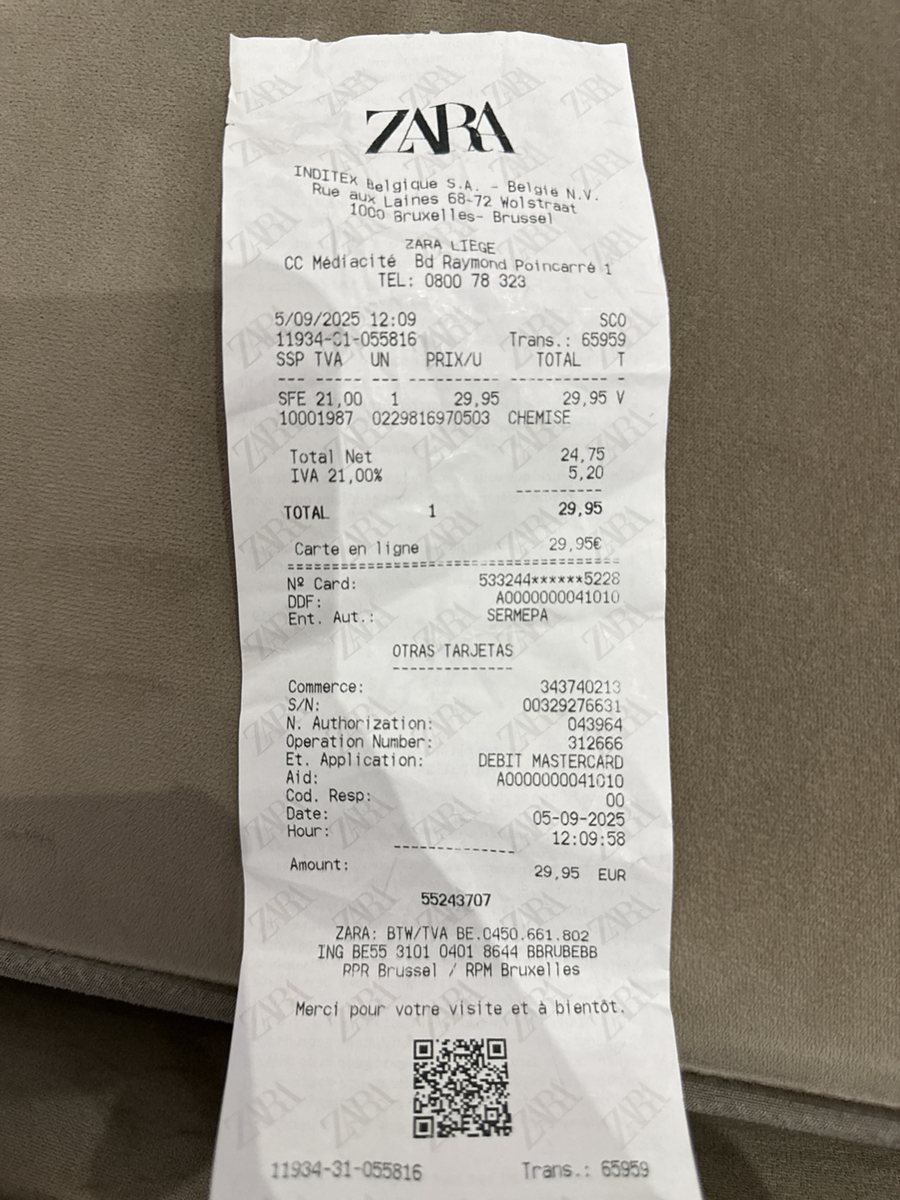 ZARA
INDITEX Belgique S.A. - België N.V.
Rue aux Laines 68-72 Wolstraat
1000 Bruxelles- Brussel
ZARA LIEGE
CC Médiacité Bd Raymond Poincarré 1
TEL: 0800 78 323
5/09/2025 12:09 SCO
11934-31-055816 Trans.: 65959
SSP TVA UN PRIX/U TOTAL T
--- ----- -- ---------- ---------- -
SFE 21,00 1 29,95 29,95 V
10001987 0229816970503 CHEMISE
Total Net 24,75
IVA 21,00% 5,20
----------
TOTAL 1 29,95
Carte en ligne 29,95€
========================================
Nº Card: 533244******5228
DDF: A0000000041010
Ent. Aut.: SERMEPA
OTRAS TARJETAS
--------------
Commerce: 343740213
S/N: 00329276631
N. Authorization: 043964
Operation Number: 312666
Et. Application: DEBIT MASTERCARD
Aid: A0000000041010
Cod. Resp: 00
Date: 05-09-2025
Hour: 12:09:58
--------------
Amount: 29,95 EUR
55243707
ZARA: BTW/TVA BE.0450.661.802
ING BE55 3101 0401 8644 BBRUBEBB
RPR Brussel / RPM Bruxelles
Merci pour votre visite et à bientôt.
11934-31-055816 Trans.: 65959